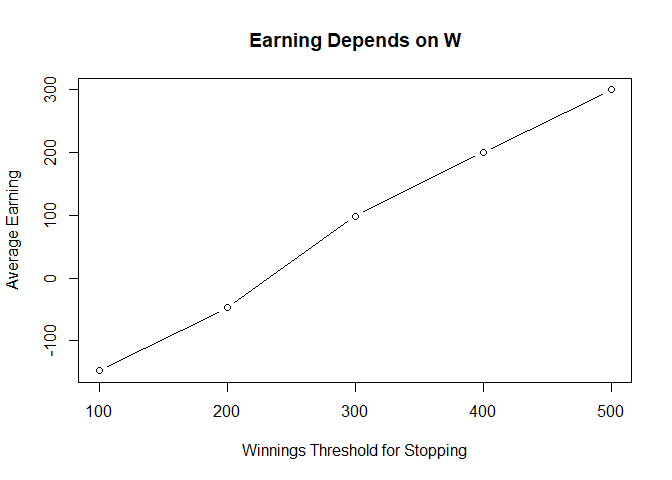 Earning Depends on W
Average Earning
300
200
100
0
-100
100 200 300 400 500
Winnings Threshold for Stopping